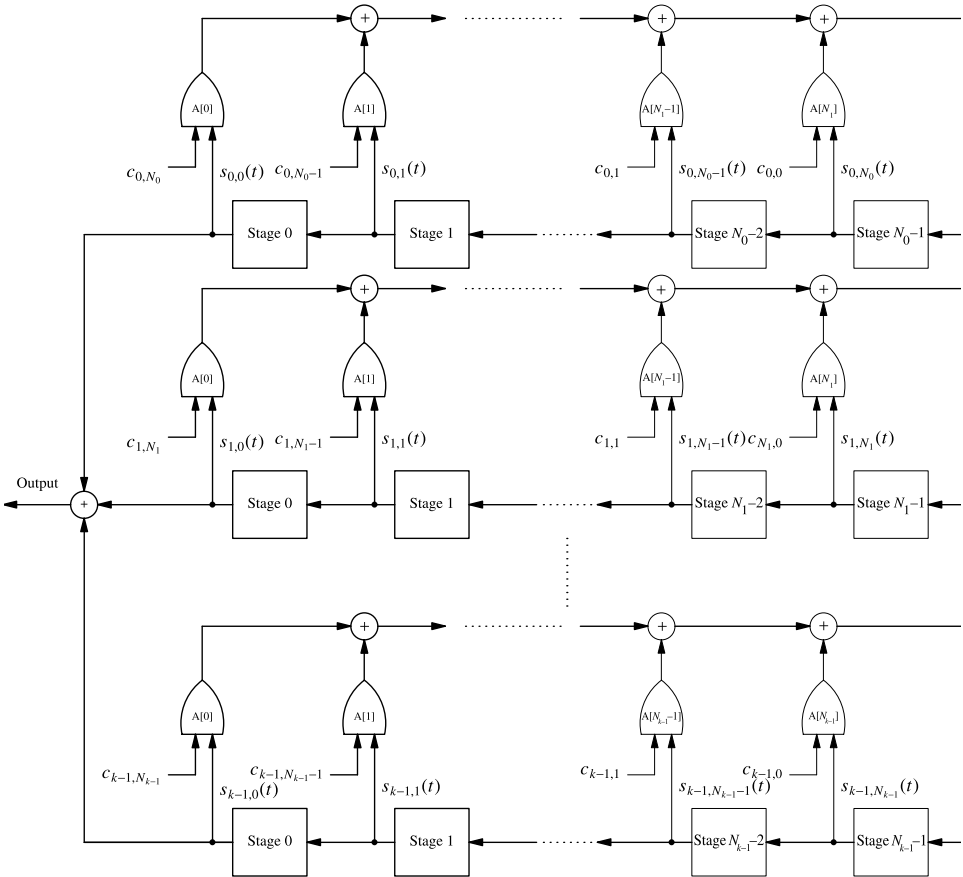 + + + +
A[0] A[1] A[N₁–1] A[N₁]
c₀,N₀ s₀,₀(t) c₀,N₀−₁ s₀,₁(t) c₀,₁ s₀,N₀−₁(t) c₀,₀ s₀,N₀(t)
Stage 0 Stage 1 Stage N₀–2 Stage N₀–1
+ + +
A[0] A[1] A[N₁–1] A[N₁]
c₁,N₁ s₁,₀(t) c₁,N₁−₁ s₁,₁(t) c₁,₁ s₁,N₁−₁(t) cN₁,₀ s₁,N₁(t)
Output
+
Stage 0 Stage 1 Stage N₁–2 Stage N₁–1
+ + +
A[0] A[1] A[Nₖ₋₁–1] A[Nₖ₋₁]
cₖ₋₁,Nₖ₋₁ sₖ₋₁,₀(t) cₖ₋₁,Nₖ₋₁−₁ sₖ₋₁,₁(t) cₖ₋₁,₁ sₖ₋₁,Nₖ₋₁−₁(t) cₖ₋₁,₀ sₖ₋₁,Nₖ₋₁(t)
Stage 0 Stage 1 Stage Nₖ₋₁–2 Stage Nₖ₋₁–1